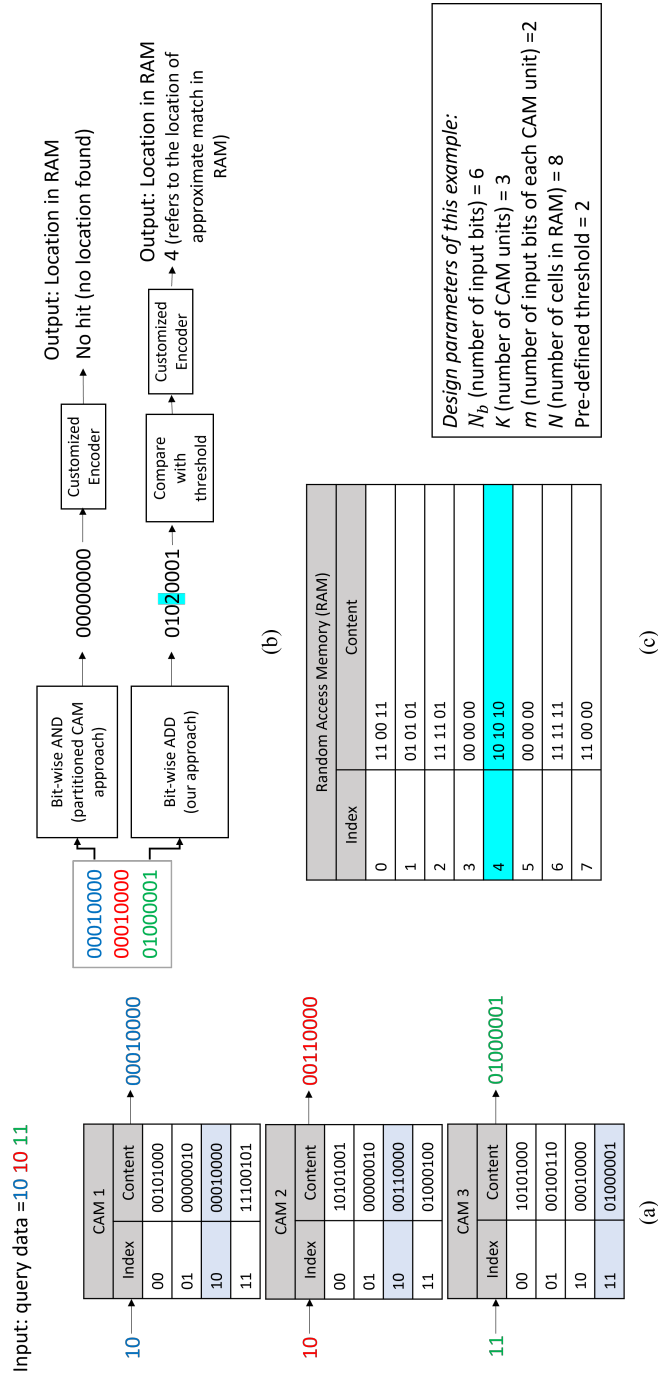 Input: query data =10 10 11
CAM 1
Index Content
00 00101000
01 00000010
10 00010000
11 11100101
10
00010000
CAM 2
Index Content
00 10101001
01 00000010
10 00110000
11 01000100
10
00110000
CAM 3
Index Content
00 10101000
01 00100110
10 00010000
11 01000001
11
01000001
(a)
00010000
00010000
01000001
Bit-wise AND
(partitioned CAM
approach)
00000000
Customized
Encoder
Output: Location in RAM
No hit (no location found)
Bit-wise ADD
(our approach)
01020001
Compare
with
threshold
Customized
Encoder
Output: Location in RAM
4 (refers to the location of
approximate match in
RAM)
(b)
Random Access Memory (RAM)
Index Content
0 11 00 11
1 01 01 01
2 11 11 01
3 00 00 00
4 10 10 10
5 00 00 00
6 11 11 11
7 11 00 00
(c)
Design parameters of this example:
Nb (number of input bits) = 6
K (number of CAM units) = 3
m (number of input bits of each CAM unit) =2
N (number of cells in RAM) = 8
Pre-defined threshold = 2